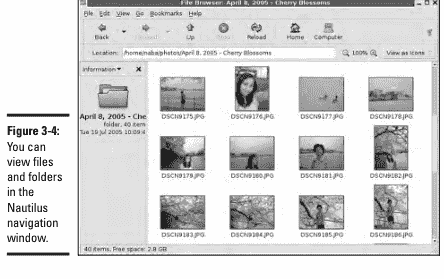 File Browser: April 8, 2005 - Cherry Blossoms
File Edit View Go Bookmarks Help
Back Up Reload Home Computer
Location: /home/naba/photos/April 8, 2005 - Cherry Blossoms 100% View as Icons
Information
April 8, 2005 - Che
folder, 40 item
Tue 19 Jul 2005 10:09:4
DSCN9175.JPG DSCN9176.JPG DSCN9177.JPG DSCN9178.JPG
DSCN9179.JPG DSCN9180.JPG DSCN9181.JPG DSCN9182.JPG
DSCN9183.JPG DSCN9184.JPG DSCN9185.JPG DSCN9186.JPG
40 items, Free space: 2.8 GB
Figure 3-4:
You can
view files
and folders
in the
Nautilus
navigation
window.